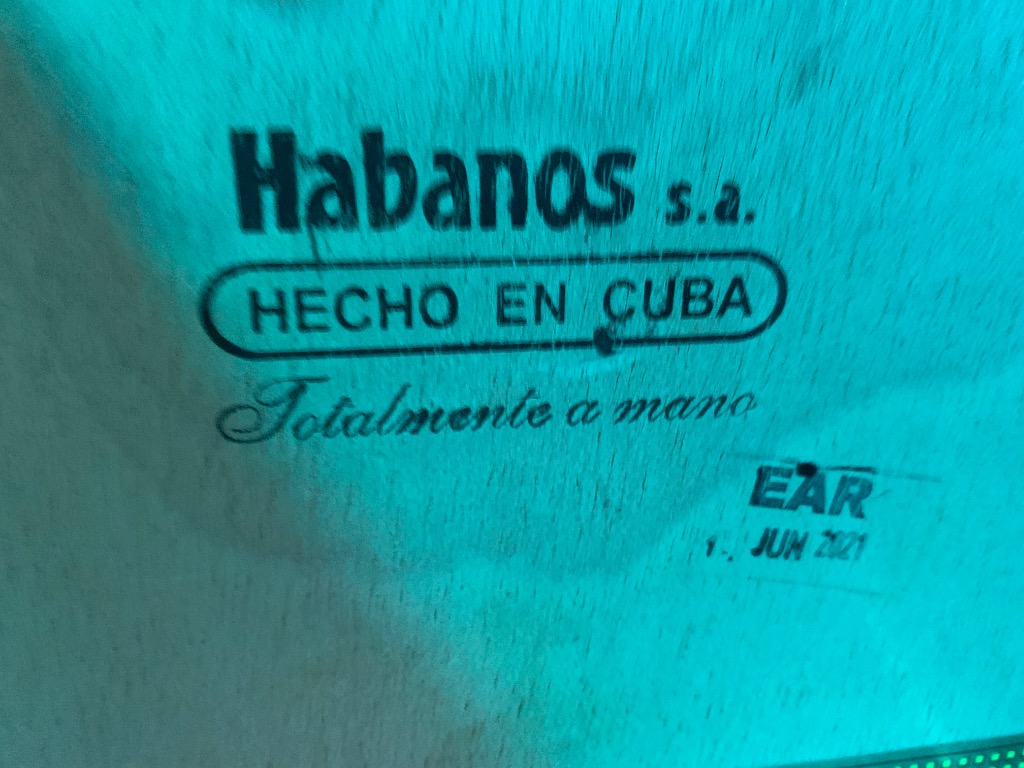 Habanos s.a.
HECHO EN CUBA
Totalmente a mano
EAR
JUN 2021